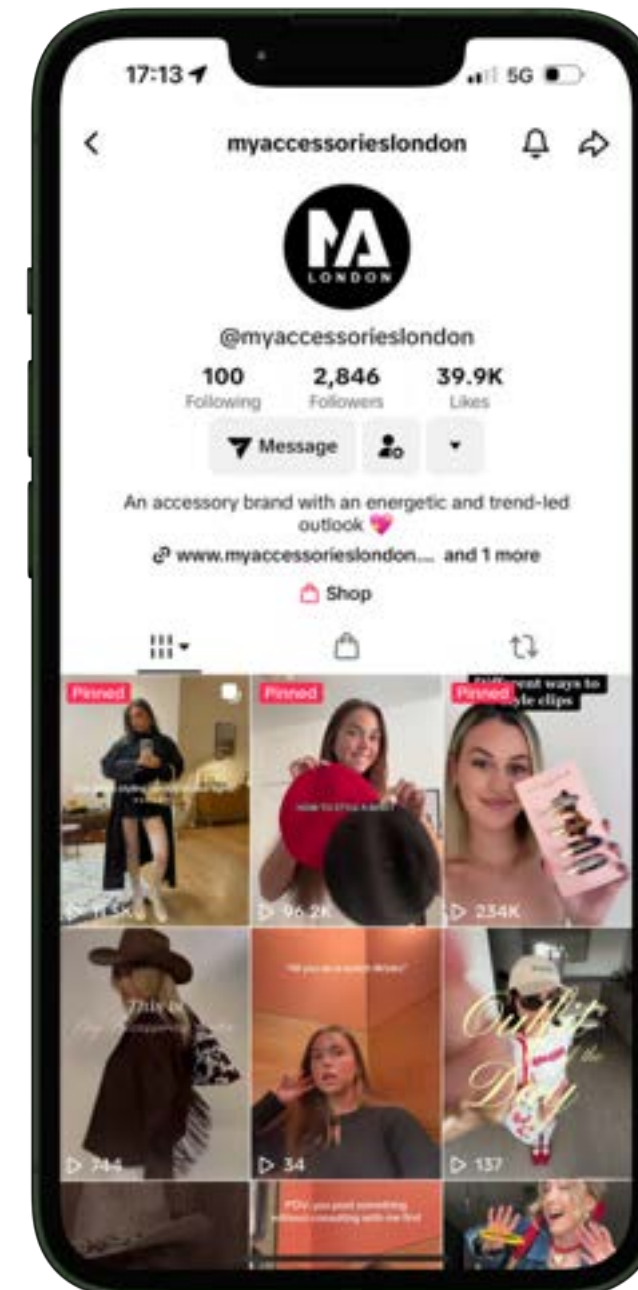 17:13
5G
myaccessorieslondon
MA
LONDON
@myaccessorieslondon
100 2,846 39.9K
Following Followers Likes
Message
An accessory brand with an energetic and trend-led
outlook
www.myaccessorieslondon.... and 1 more
Shop
Pinned Pinned Pinned
Different ways to
style clips
HOW TO STYLE A BERET
96.2K 234K
This is
Outfit
of the
Day
744 34 137
POV: you post something
without consulting with me first